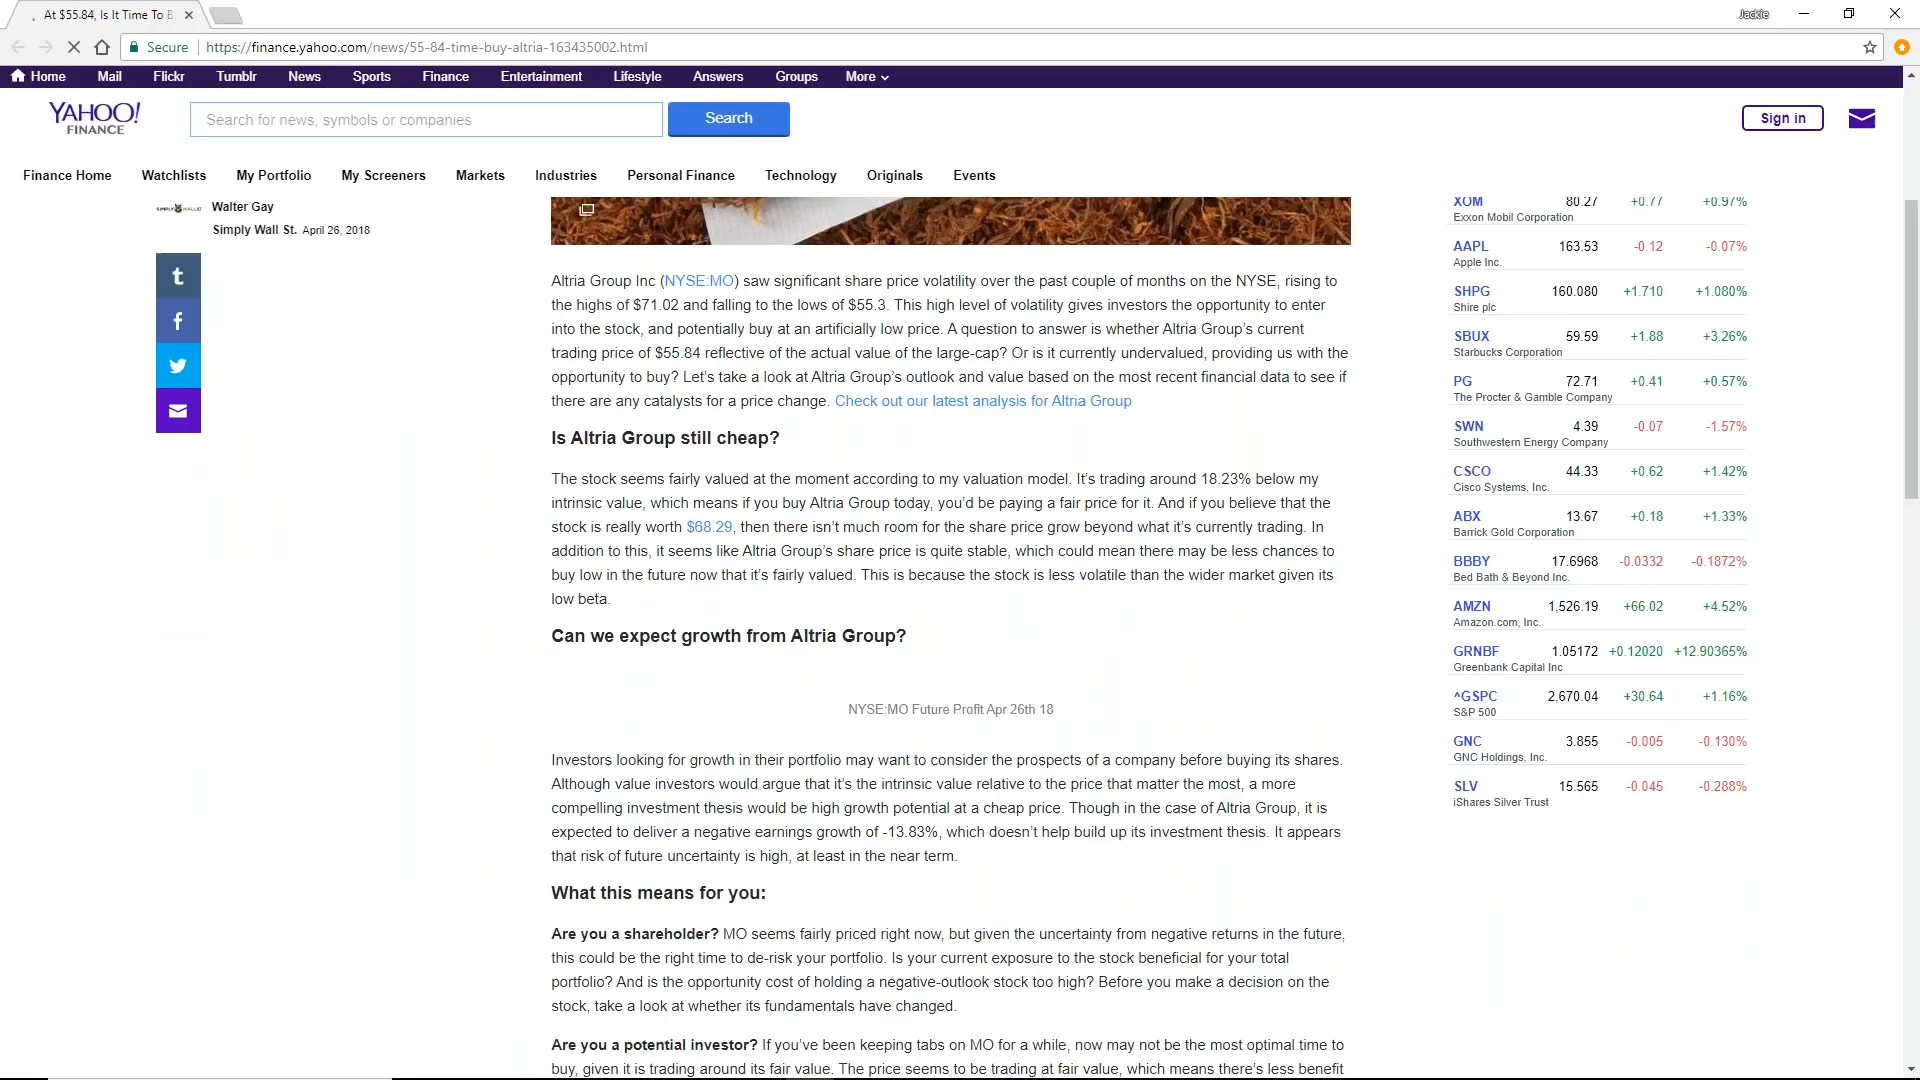 At $55.84, Is It Time To B
Jackie
Secure https://finance.yahoo.com/news/55-84-time-buy-altria-163435002.html
Home Mail Flickr Tumblr News Sports Finance Entertainment Lifestyle Answers Groups More
YAHOO!
FINANCE
Search for news, symbols or companies
Search
Sign in
Finance Home Watchlists My Portfolio My Screeners Markets Industries Personal Finance Technology Originals Events
Walter Gay
Simply Wall St. April 26, 2018
Altria Group Inc (NYSE:MO) saw significant share price volatility over the past couple of months on the NYSE, rising to
the highs of $71.02 and falling to the lows of $55.3. This high level of volatility gives investors the opportunity to enter
into the stock, and potentially buy at an artificially low price. A question to answer is whether Altria Group's current
trading price of $55.84 reflective of the actual value of the large-cap? Or is it currently undervalued, providing us with the
opportunity to buy? Let's take a look at Altria Group's outlook and value based on the most recent financial data to see if
there are any catalysts for a price change. Check out our latest analysis for Altria Group
Is Altria Group still cheap?
The stock seems fairly valued at the moment according to my valuation model. It's trading around 18.23% below my
intrinsic value, which means if you buy Altria Group today, you'd be paying a fair price for it. And if you believe that the
stock is really worth $68.29, then there isn't much room for the share price grow beyond what it's currently trading. In
addition to this, it seems like Altria Group's share price is quite stable, which could mean there may be less chances to
buy low in the future now that it's fairly valued. This is because the stock is less volatile than the wider market given its
low beta.
Can we expect growth from Altria Group?
NYSE:MO Future Profit Apr 26th 18
Investors looking for growth in their portfolio may want to consider the prospects of a company before buying its shares.
Although value investors would argue that it's the intrinsic value relative to the price that matter the most, a more
compelling investment thesis would be high growth potential at a cheap price. Though in the case of Altria Group, it is
expected to deliver a negative earnings growth of -13.83%, which doesn't help build up its investment thesis. It appears
that risk of future uncertainty is high, at least in the near term.
What this means for you:
Are you a shareholder? MO seems fairly priced right now, but given the uncertainty from negative returns in the future,
this could be the right time to de-risk your portfolio. Is your current exposure to the stock beneficial for your total
portfolio? And is the opportunity cost of holding a negative-outlook stock too high? Before you make a decision on the
stock, take a look at whether its fundamentals have changed.
Are you a potential investor? If you've been keeping tabs on MO for a while, now may not be the most optimal time to
buy, given it is trading around its fair value. The price seems to be trading at fair value, which means there's less benefit
XOM 80.27 +0.77 +0.97%
Exxon Mobil Corporation
AAPL 163.53 -0.12 -0.07%
Apple Inc.
SHPG 160.080 +1.710 +1.080%
Shire plc
SBUX 59.59 +1.88 +3.26%
Starbucks Corporation
PG 72.71 +0.41 +0.57%
The Procter & Gamble Company
SWN 4.39 -0.07 -1.57%
Southwestern Energy Company
CSCO 44.33 +0.62 +1.42%
Cisco Systems, Inc.
ABX 13.67 +0.18 +1.33%
Barrick Gold Corporation
BBBY 17.6968 -0.0332 -0.1872%
Bed Bath & Beyond Inc.
AMZN 1,526.19 +66.02 +4.52%
Amazon.com, Inc.
GRNBF 1.05172 +0.12020 +12.90365%
Greenbank Capital Inc
^GSPC 2,670.04 +30.64 +1.16%
S&P 500
GNC 3.855 -0.005 -0.130%
GNC Holdings, Inc.
SLV 15.565 -0.045 -0.288%
iShares Silver Trust